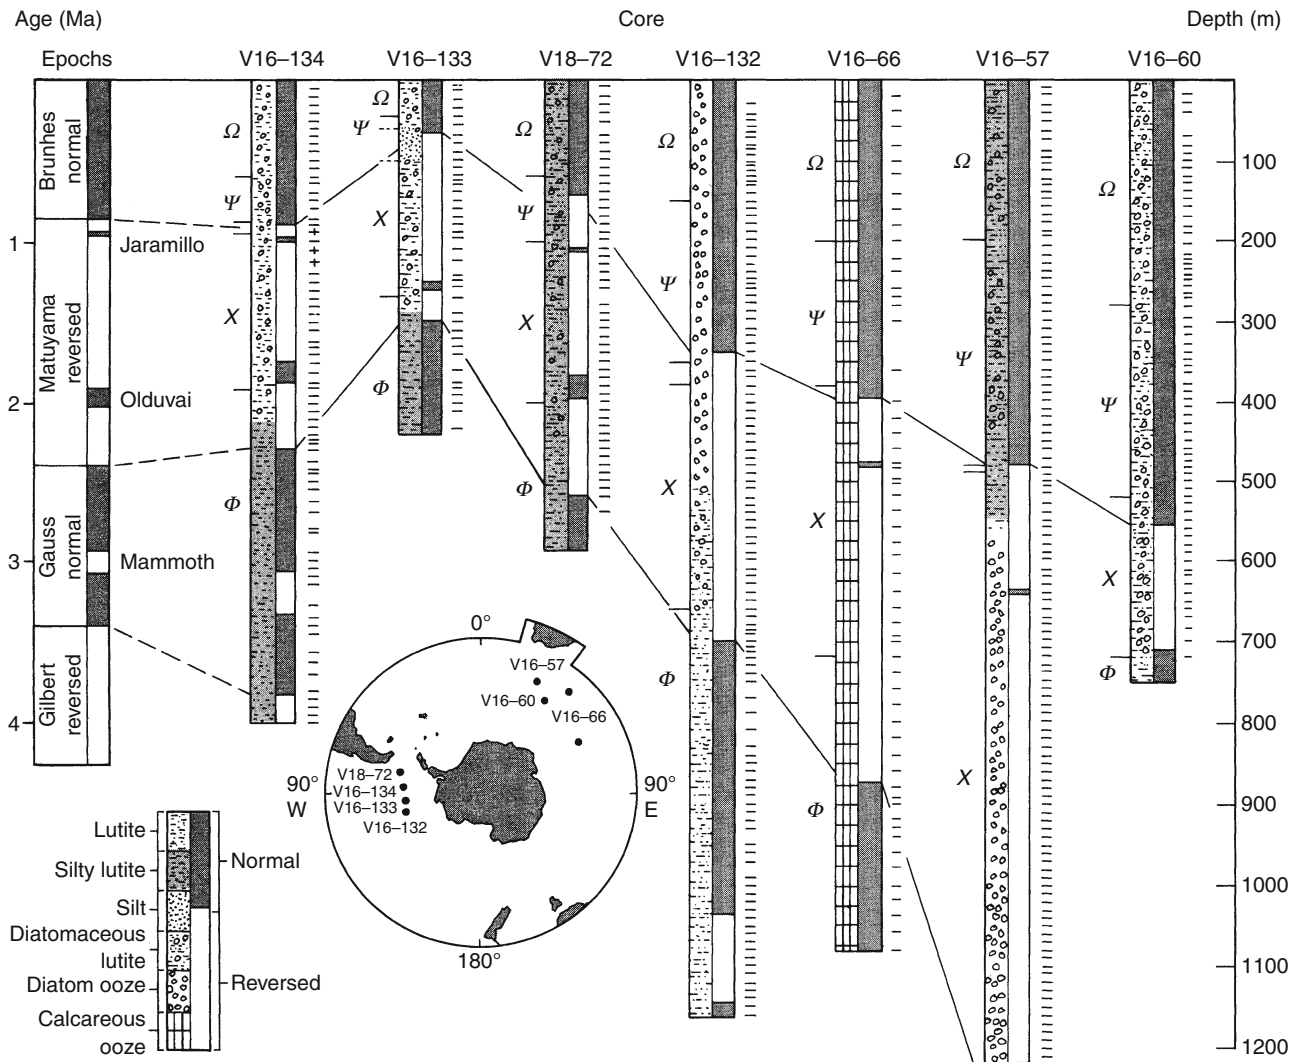 Age (Ma) Core Depth (m)
Epochs V16–134 V16–133 V18–72 V16–132 V16–66 V16–57 V16–60
Brunhes
normal
Matuyama
reversed
Gauss
normal
Gilbert
reversed
1
2
3
4
Jaramillo
Olduvai
Mammoth
Ω
Ψ
X
Φ
Ω
Ψ
X
Φ
Ω
Ψ
X
Φ
Ω
Ψ
X
Φ
Ω
Ψ
X
Φ
Ω
Ψ
X
Ω
Ψ
X
Φ
100
200
300
400
500
600
700
800
900
1000
1100
1200
0°
V16–57
V16–60
V16–66
90°
W
90°
E
V18–72
V16–134
V16–133
V16–132
180°
Lutite
Silty lutite
Silt
Diatomaceous
lutite
Diatom ooze
Calcareous
ooze
Normal
Reversed